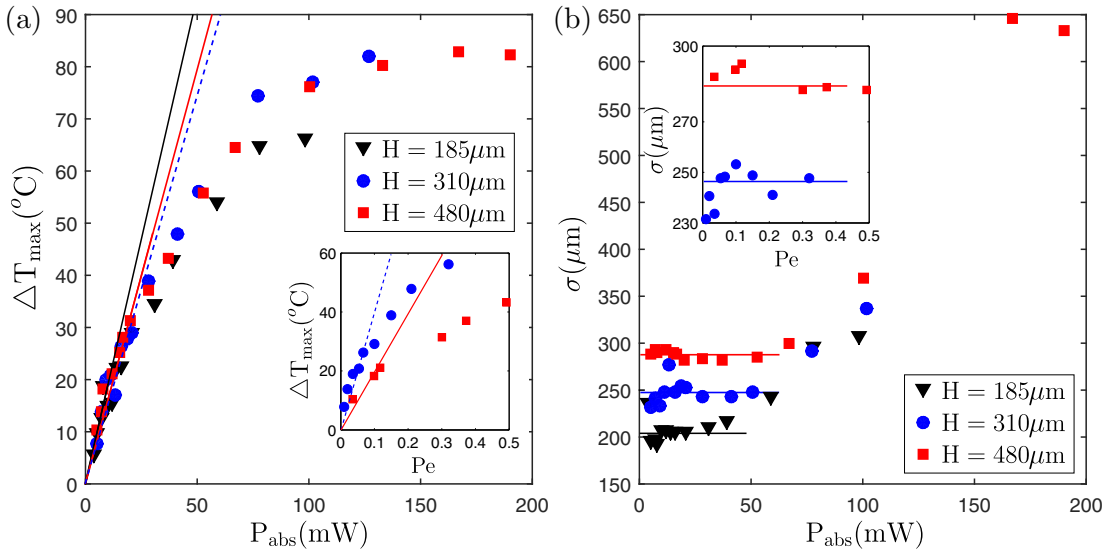 (a)
90
80
70
60
50
40
30
20
10
0
△T_max(°C)
0 50 100 150 200
P_abs(mW)
H = 185μm
H = 310μm
H = 480μm
60
40
20
0
△T_max(°C)
0 0.1 0.2 0.3 0.4 0.5
Pe
(b)
650
600
550
500
450
400
350
300
250
200
150
σ(μm)
0 50 100 150 200
P_abs(mW)
300
270
250
230
σ(μm)
0 0.1 0.2 0.3 0.4 0.5
Pe
H = 185μm
H = 310μm
H = 480μm